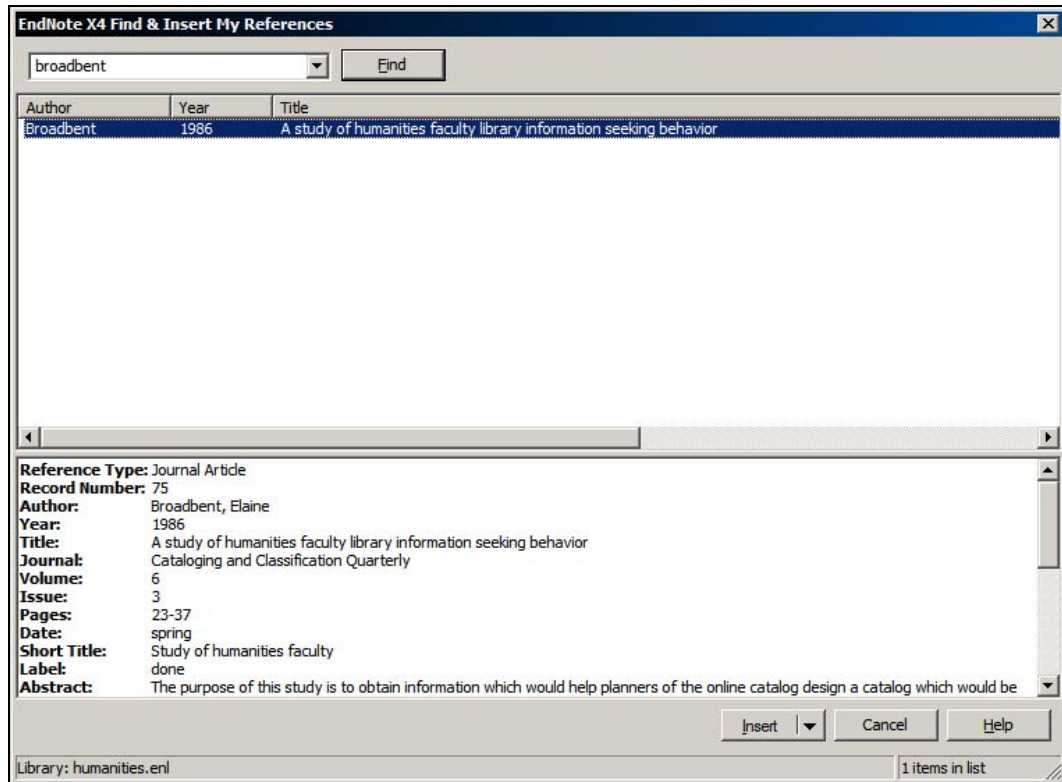 EndNote X4 Find & Insert My References
broadbent Find
Author Year Title
Broadbent 1986 A study of humanities faculty library information seeking behavior
Reference Type: Journal Article
Record Number: 75
Author: Broadbent, Elaine
Year: 1986
Title: A study of humanities faculty library information seeking behavior
Journal: Cataloging and Classification Quarterly
Volume: 6
Issue: 3
Pages: 23-37
Date: spring
Short Title: Study of humanities faculty
Label: done
Abstract: The purpose of this study is to obtain information which would help planners of the online catalog design a catalog which would be
Insert Cancel Help
Library: humanities.enl 1 items in list